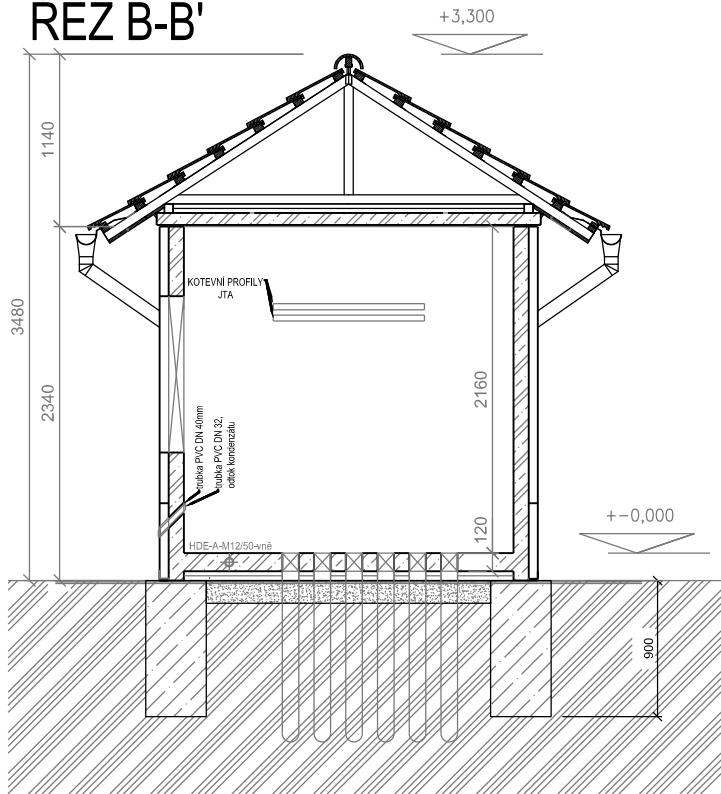 REZ B-B'
+3,300
1140
3480
2340
KOTEVNÍ PROFILY
JTA
2160
trubka PVC DN 40mm
trubka PVC DN 32,
odtok kondenzátu
HDE-A-M12/50-vně
120
+-0,000
900